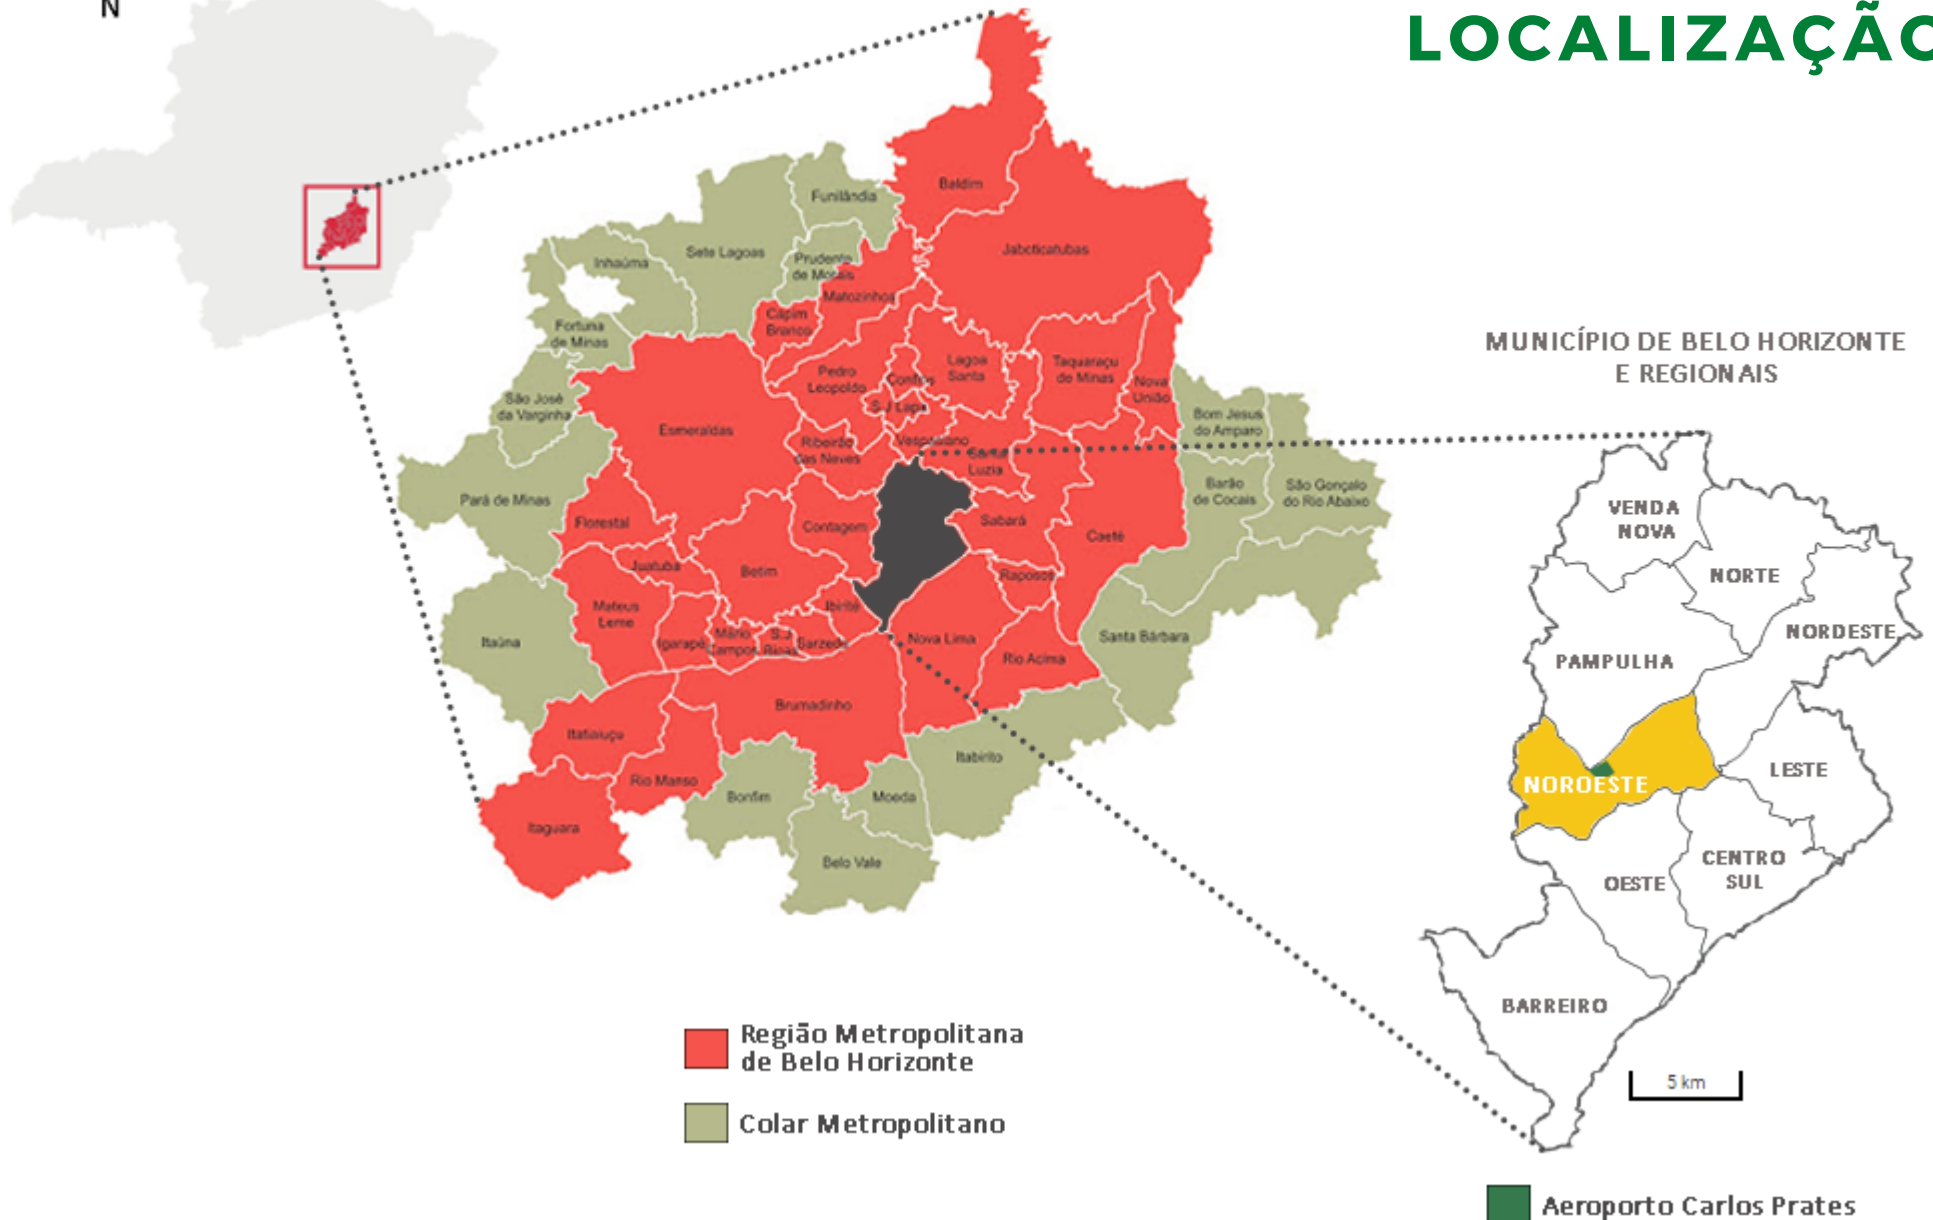 N
LOCALIZAÇÃO
Baldim
Funilândia
Jaboticatubas
Sete Lagoas
Inhaúma
Prudente
de Morais
Matozinhos
Capim
Branco
Fortuna
de Minas
Lagoa
Santa
Taquaraçu
de Minas
Pedro
Leopoldo
Confins
Nova
União
São José
da Varginha
S J Lapa
Bom Jesus
do Amparo
Esmeraldas
Ribeirão
das Neves
Vespasiano
Santa
Luzia
Pará de Minas
Barão
de Cocais
São Gonçalo
do Rio Abaixo
Florestal
Contagem
Sabará
Caeté
Juatuba
Betim
Raposos
Mateus
Leme
Ibirité
Itaúna
Igarapé
Mário
Campos
S.J.
Bicas
Sarzedo
Nova Lima
Santa Bárbara
Rio Acima
Brumadinho
Itatiaiuçu
Itabirito
Rio Manso
Bonfim
Moeda
Itaguara
Belo Vale
MUNICÍPIO DE BELO HORIZONTE
E REGIONAIS
VENDA
NOVA
NORTE
NORDESTE
PAMPULHA
NOROESTE
LESTE
CENTRO
SUL
OESTE
BARREIRO
5 km
Região Metropolitana
de Belo Horizonte
Colar Metropolitano
Aeroporto Carlos Prates